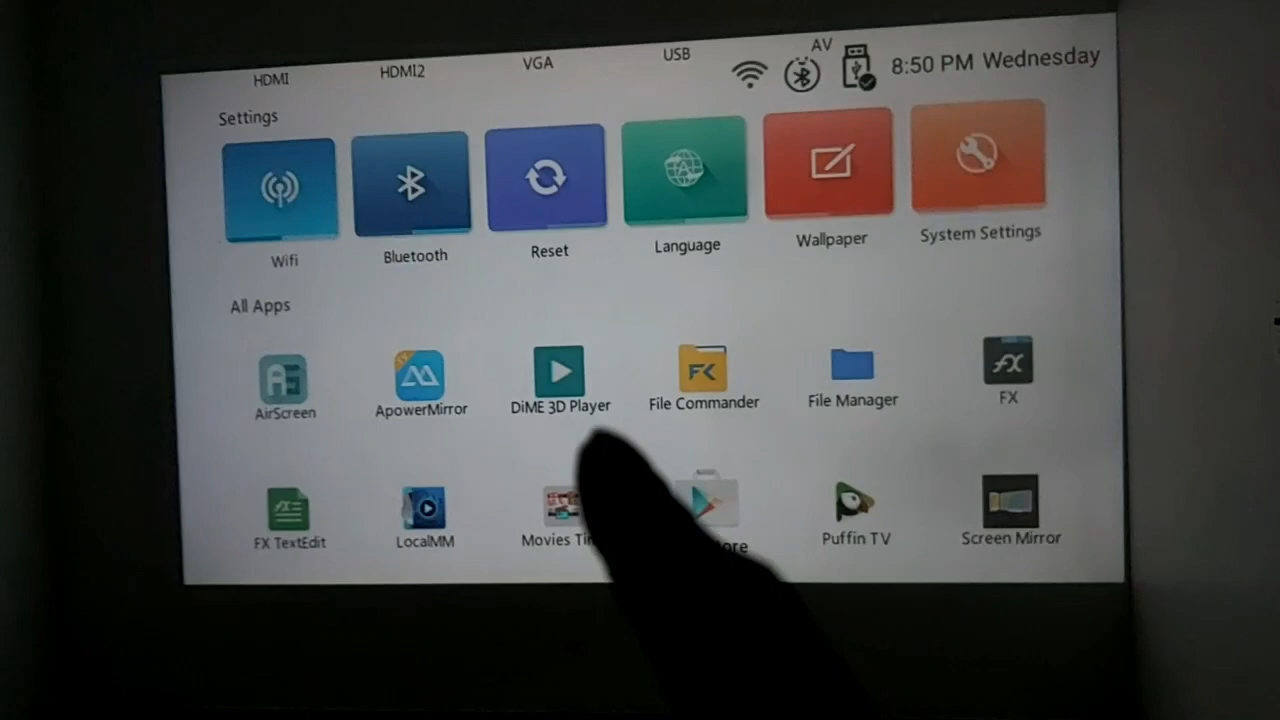 HDMI HDMI2 VGA USB AV 8:50 PM Wednesday
Settings
Wifi Bluetooth Reset Language Wallpaper System Settings
All Apps
AirScreen ApowerMirror DiME 3D Player File Commander File Manager FX
FX TextEdit LocalMM Movies Puffin TV Screen Mirror